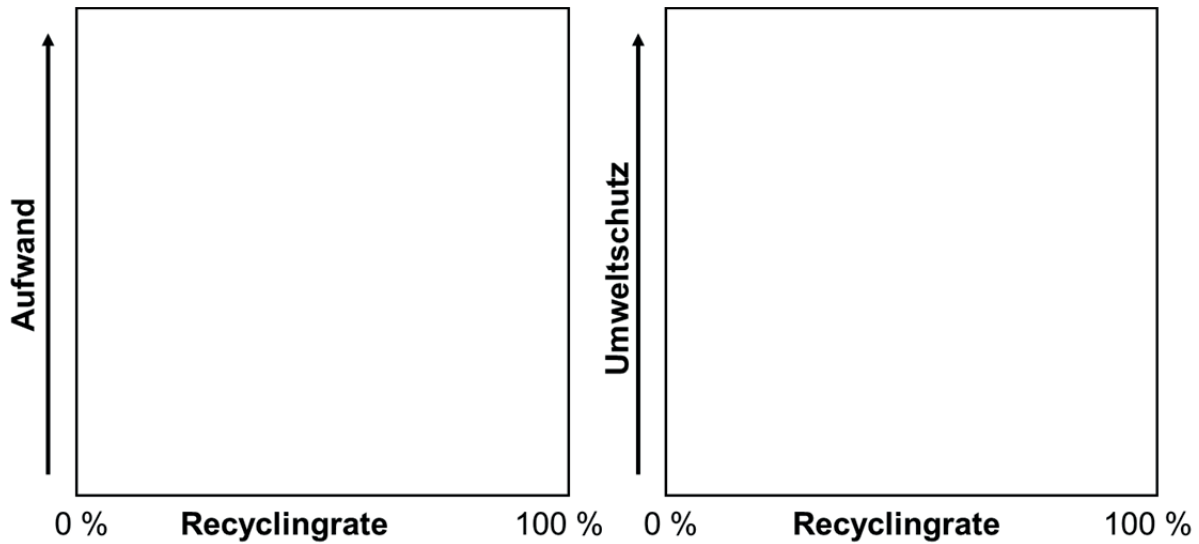 Aufwand
0 % Recyclingrate 100 %
Umweltschutz
0 % Recyclingrate 100 %